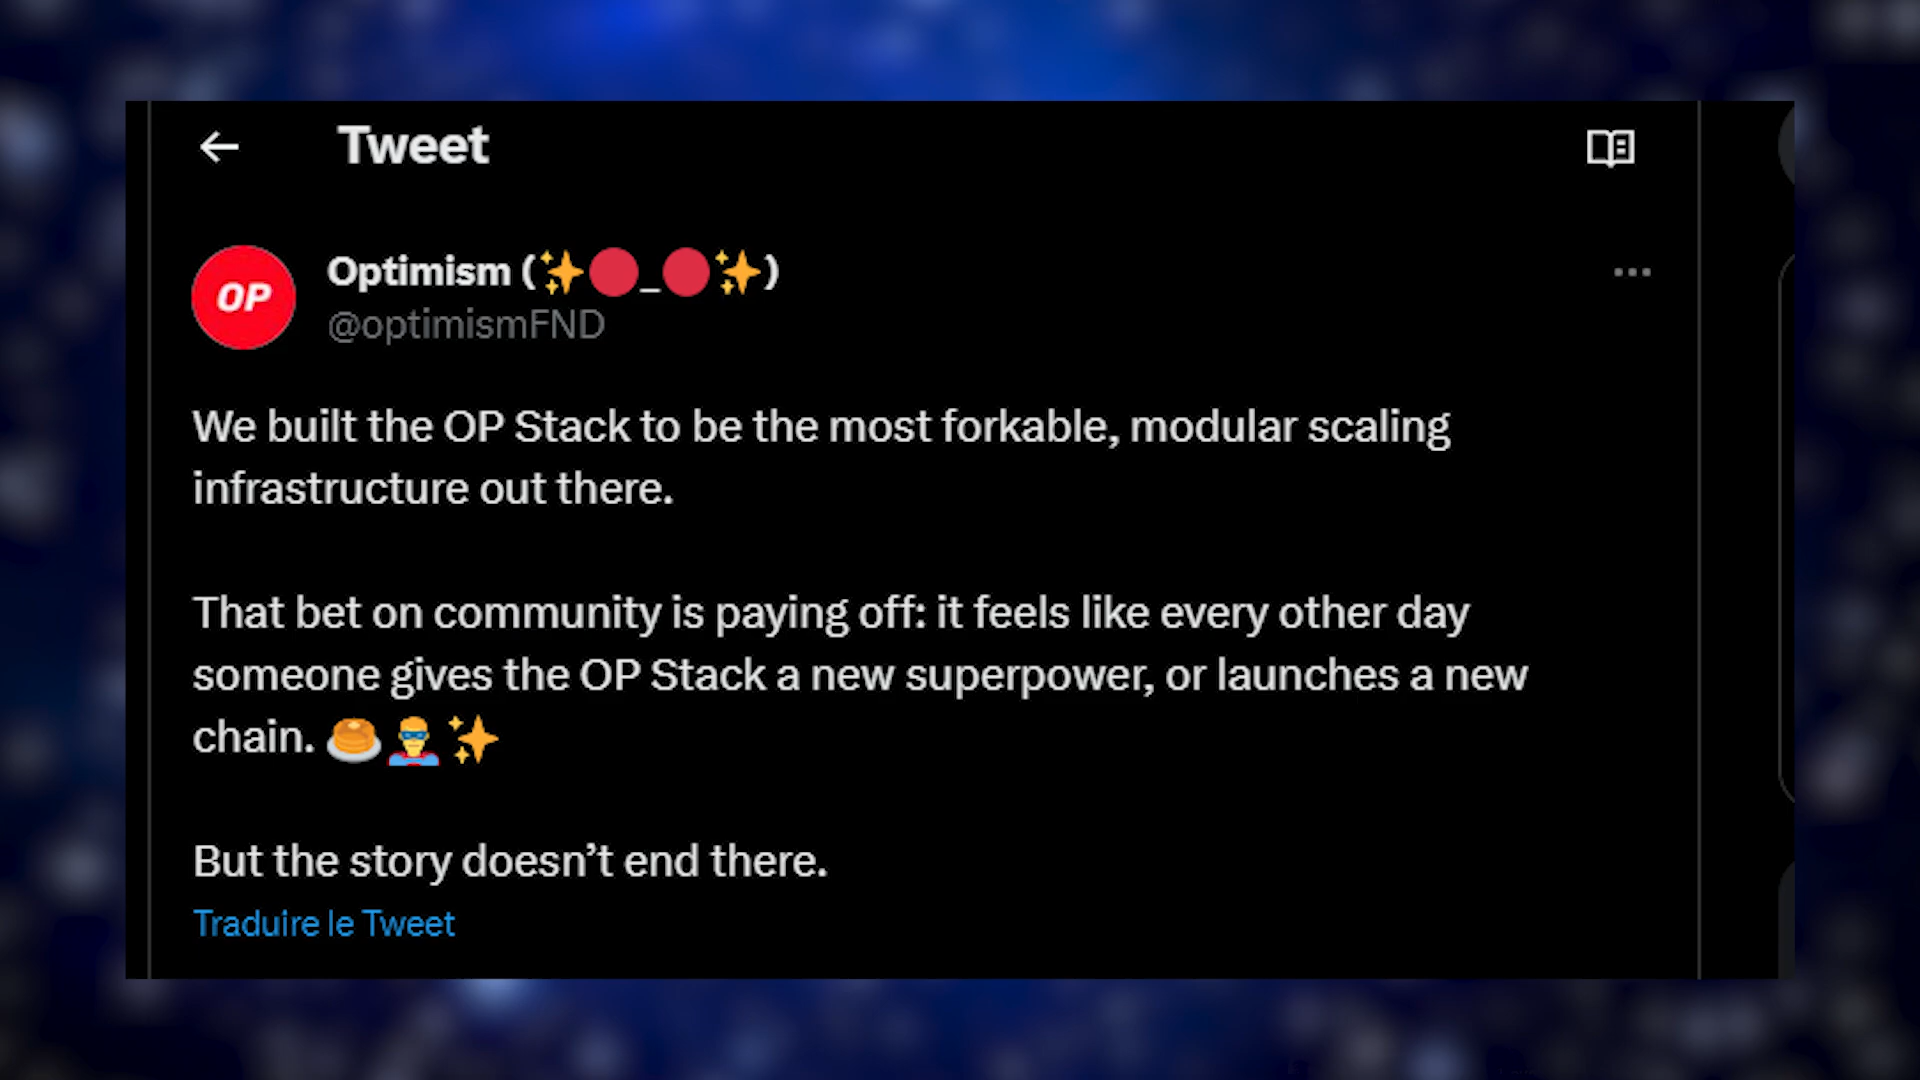 Tweet
OP
Optimism (✨🔴_🔴✨)
@optimismFND
We built the OP Stack to be the most forkable, modular scaling
infrastructure out there.
That bet on community is paying off: it feels like every other day
someone gives the OP Stack a new superpower, or launches a new
chain. 🥞🦸✨
But the story doesn’t end there.
Traduire le Tweet